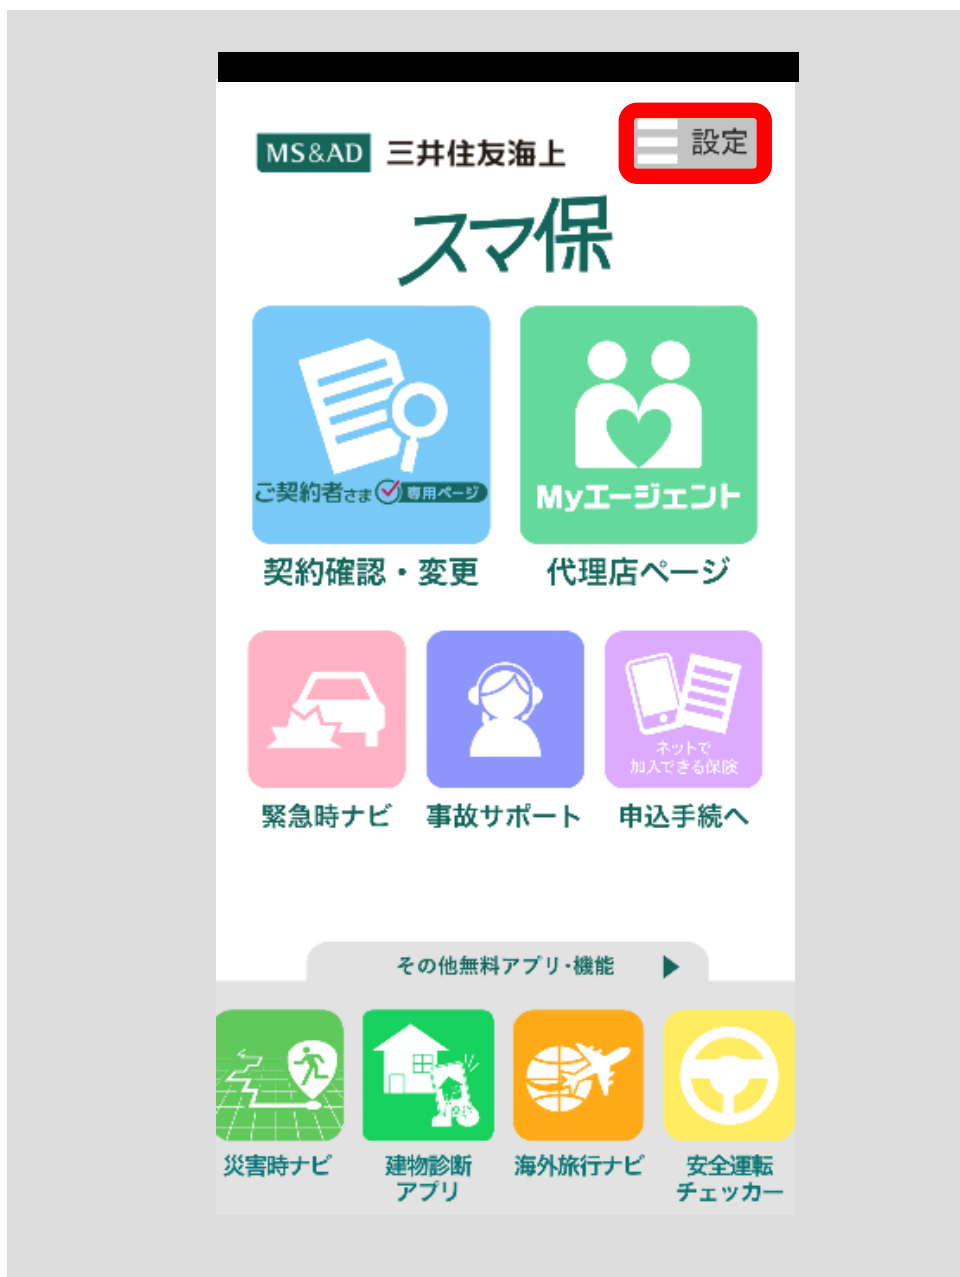 MS&AD 三井住友海上
設定
スマ保
ご契約者さま 専用ページ
Myエージェント
契約確認・変更
代理店ページ
ネットで
加入できる保険
緊急時ナビ
事故サポート
申込手続へ
その他無料アプリ・機能
災害時ナビ
建物診断
アプリ
海外旅行ナビ
安全運転
チェッカー